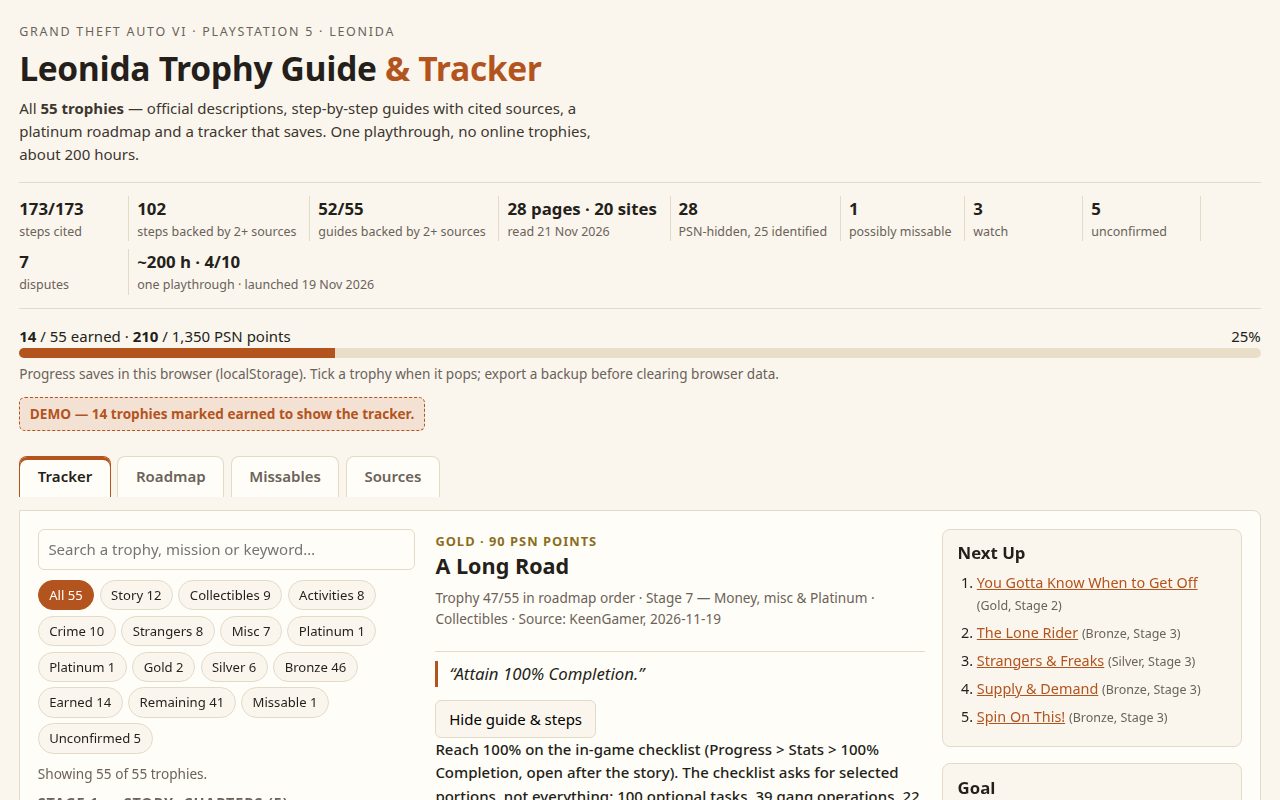 GRAND THEFT AUTO VI · PLAYSTATION 5 · LEONIDA
Leonida Trophy Guide & Tracker
All 55 trophies — official descriptions, step-by-step guides with cited sources, a
platinum roadmap and a tracker that saves. One playthrough, no online trophies,
about 200 hours.
173/173
steps cited
102
steps backed by 2+ sources
52/55
guides backed by 2+ sources
28 pages · 20 sites
read 21 Nov 2026
28
PSN-hidden, 25 identified
1
possibly missable
3
watch
5
unconfirmed
7
disputes
~200 h · 4/10
one playthrough · launched 19 Nov 2026
14 / 55 earned · 210 / 1,350 PSN points
25%
Progress saves in this browser (localStorage). Tick a trophy when it pops; export a backup before clearing browser data.
DEMO — 14 trophies marked earned to show the tracker.
Tracker
Roadmap
Missables
Sources
Search a trophy, mission or keyword...
All 55
Story 12
Collectibles 9
Activities 8
Crime 10
Strangers 8
Misc 7
Platinum 1
Platinum 1
Gold 2
Silver 6
Bronze 46
Earned 14
Remaining 41
Missable 1
Unconfirmed 5
Showing 55 of 55 trophies.
GOLD · 90 PSN POINTS
A Long Road
Trophy 47/55 in roadmap order · Stage 7 — Money, misc & Platinum ·
Collectibles · Source: KeenGamer, 2026-11-19
“Attain 100% Completion.”
Hide guide & steps
Reach 100% on the in-game checklist (Progress > Stats > 100%
Completion, open after the story). The checklist asks for selected
portions, not everything: 100 optional tasks, 39 gang operations, 22
Next Up
1. You Gotta Know When to Get Off
(Gold, Stage 2)
2. The Lone Rider (Bronze, Stage 3)
3. Strangers & Freaks (Silver, Stage 3)
4. Supply & Demand (Bronze, Stage 3)
5. Spin On This! (Bronze, Stage 3)
Goal